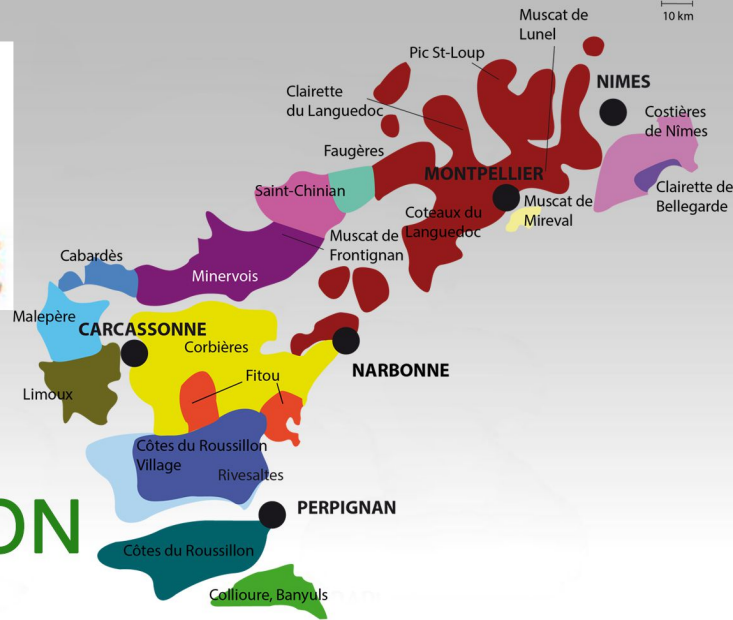 10 km
Muscat de
Lunel
Pic St-Loup
NIMES
Clairette
du Languedoc
Costières
de Nîmes
Faugères
MONTPELLIER
Saint-Chinian
Clairette de
Bellegarde
Muscat de
Mireval
Coteaux du
Languedoc
Muscat de
Frontignan
Cabardès
Minervois
Malepère
CARCASSONNE
Corbières
NARBONNE
Fitou
Limoux
Côtes du Roussillon
Village
Rivesaltes
ON
PERPIGNAN
Côtes du Roussillon
Collioure, Banyuls